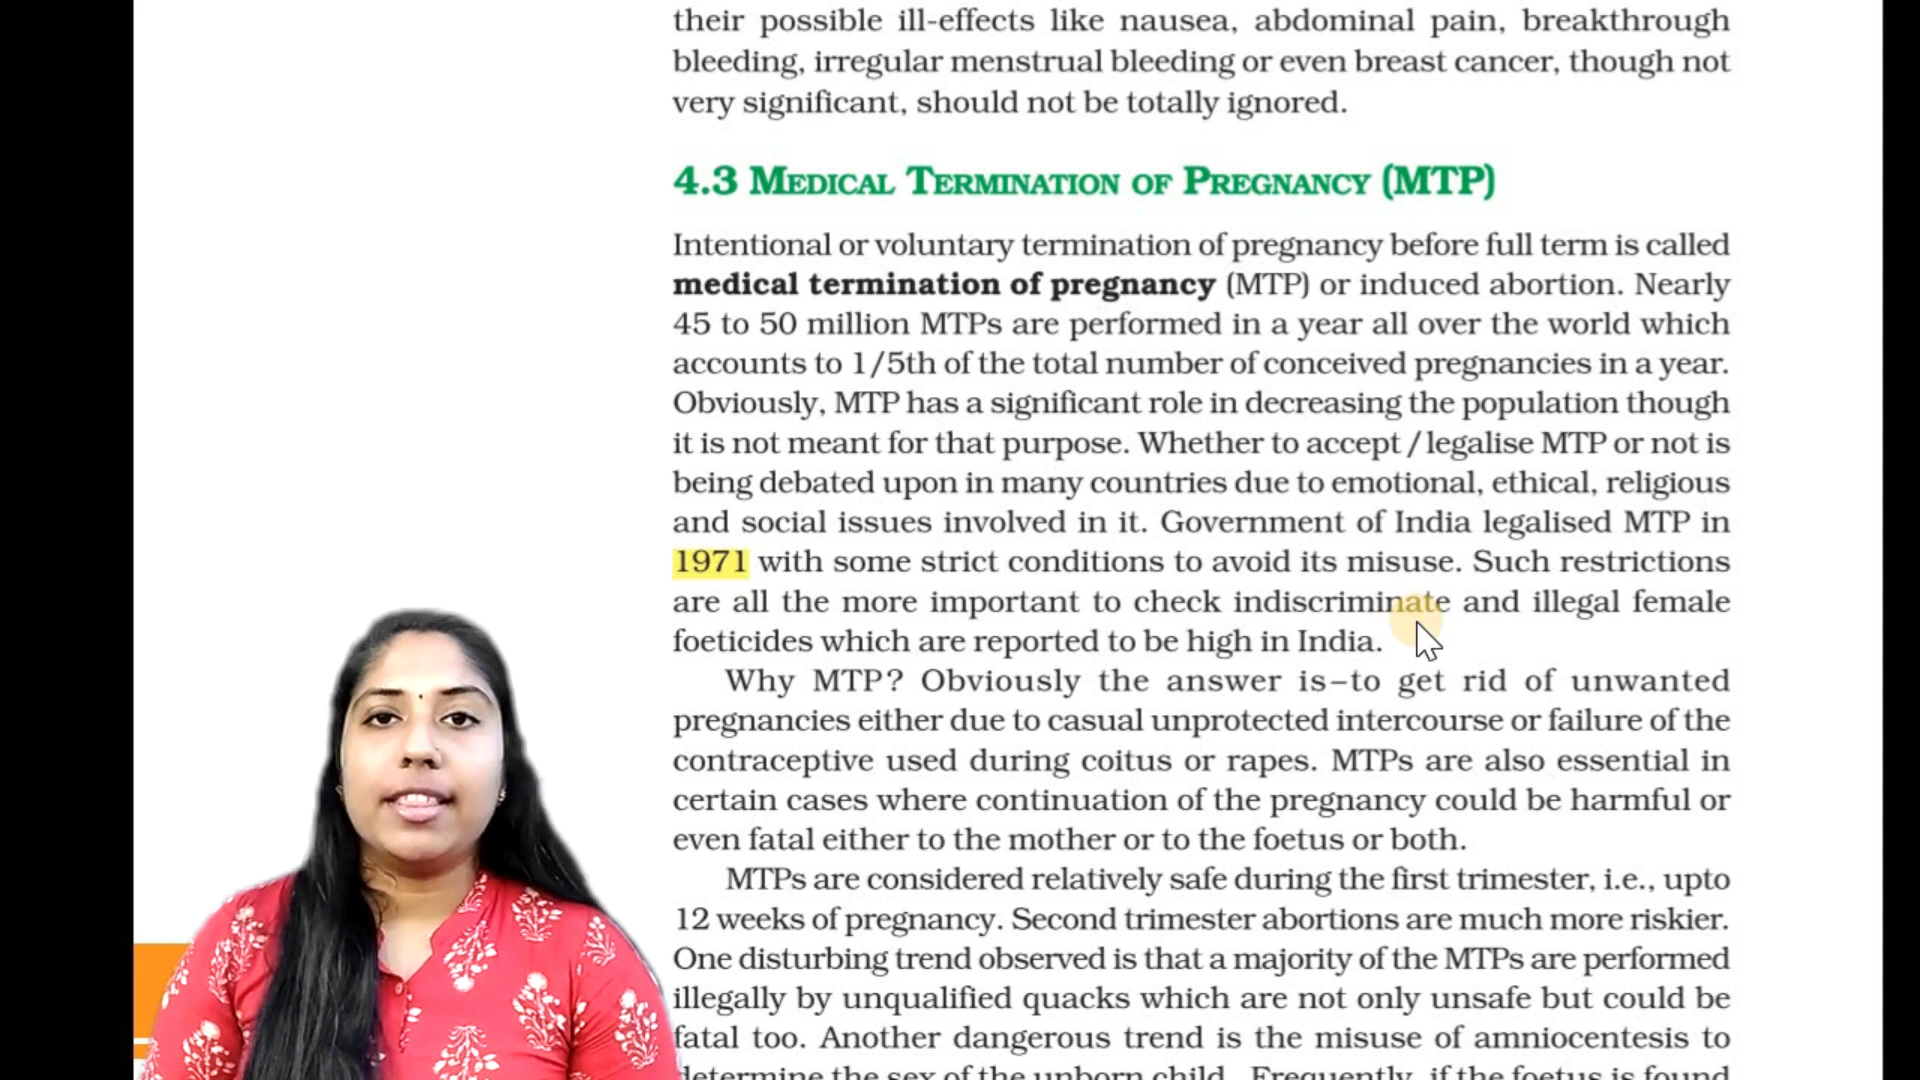 their possible ill-effects like nausea, abdominal pain, breakthrough
bleeding, irregular menstrual bleeding or even breast cancer, though not
very significant, should not be totally ignored.
4.3 MEDICAL TERMINATION OF PREGNANCY (MTP)
Intentional or voluntary termination of pregnancy before full term is called
medical termination of pregnancy (MTP) or induced abortion. Nearly
45 to 50 million MTPs are performed in a year all over the world which
accounts to 1/5th of the total number of conceived pregnancies in a year.
Obviously, MTP has a significant role in decreasing the population though
it is not meant for that purpose. Whether to accept / legalise MTP or not is
being debated upon in many countries due to emotional, ethical, religious
and social issues involved in it. Government of India legalised MTP in
1971 with some strict conditions to avoid its misuse. Such restrictions
are all the more important to check indiscriminate and illegal female
foeticides which are reported to be high in India.
Why MTP? Obviously the answer is–to get rid of unwanted
pregnancies either due to casual unprotected intercourse or failure of the
contraceptive used during coitus or rapes. MTPs are also essential in
certain cases where continuation of the pregnancy could be harmful or
even fatal either to the mother or to the foetus or both.
MTPs are considered relatively safe during the first trimester, i.e., upto
12 weeks of pregnancy. Second trimester abortions are much more riskier.
One disturbing trend observed is that a majority of the MTPs are performed
illegally by unqualified quacks which are not only unsafe but could be
fatal too. Another dangerous trend is the misuse of amniocentesis to
determine the sex of the unborn child. Frequently, if the foetus is found